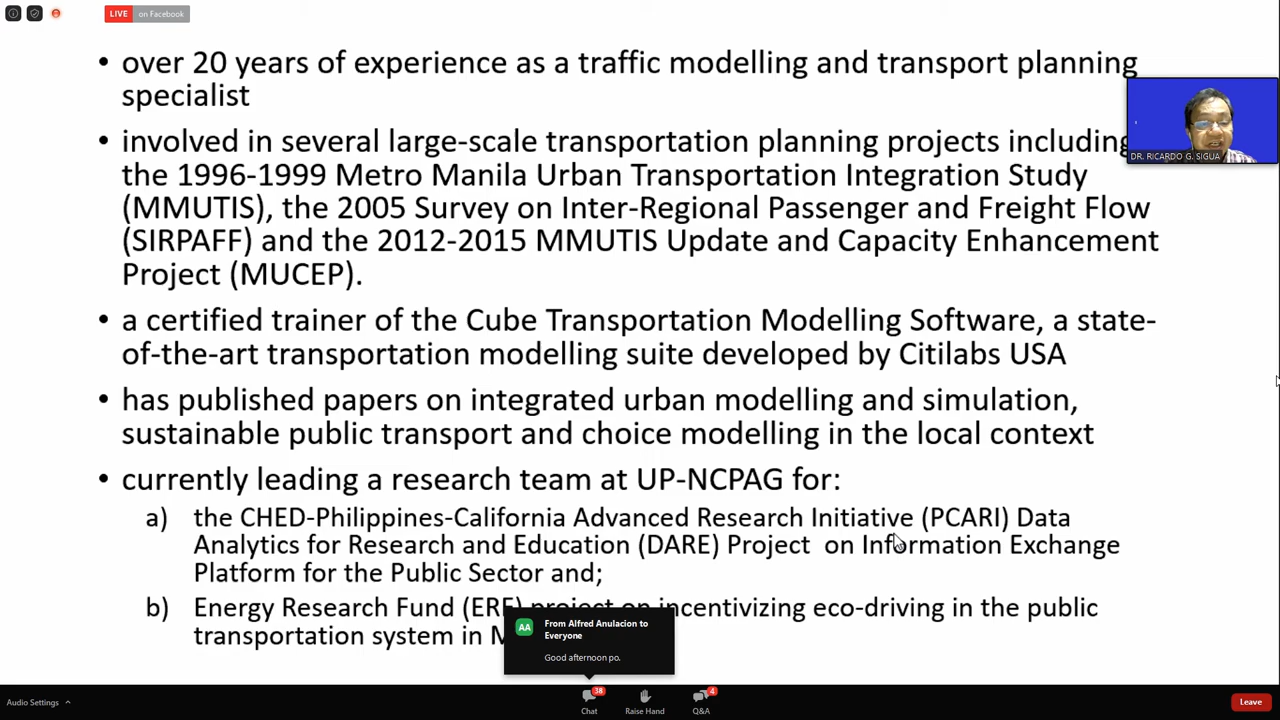 LIVE on Facebook
• over 20 years of experience as a traffic modelling and transport planning
specialist
• involved in several large-scale transportation planning projects including
the 1996-1999 Metro Manila Urban Transportation Integration Study
(MMUTIS), the 2005 Survey on Inter-Regional Passenger and Freight Flow
(SIRPAFF) and the 2012-2015 MMUTIS Update and Capacity Enhancement
Project (MUCEP).
• a certified trainer of the Cube Transportation Modelling Software, a state-
of-the-art transportation modelling suite developed by Citilabs USA
• has published papers on integrated urban modelling and simulation,
sustainable public transport and choice modelling in the local context
• currently leading a research team at UP-NCPAG for:
a) the CHED-Philippines-California Advanced Research Initiative (PCARI) Data
Analytics for Research and Education (DARE) Project on Information Exchange
Platform for the Public Sector and;
b) Energy Research Fund (ERF) project on incentivizing eco-driving in the public
transportation system in
DR. RICARDO G. SIGUA
AA From Alfred Anulacion to
Everyone
Good afternoon po.
Audio Settings
38
Chat
Raise Hand
4
Q&A
Leave